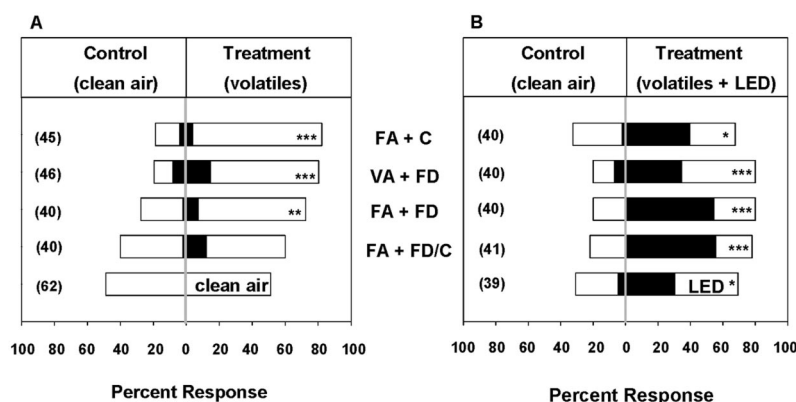 A
B
Control
(clean air)
Treatment
(volatiles)
Control
(clean air)
Treatment
(volatiles + LED)
(45)
***
FA + C
(40)
*
(46)
***
VA + FD
(40)
***
(40)
**
FA + FD
(40)
***
(40)
FA + FD/C
(41)
***
(62)
clean air
(39)
LED *
100 80 60 40 20 0 20 40 60 80 100
100 80 60 40 20 0 20 40 60 80 100
Percent Response
Percent Response